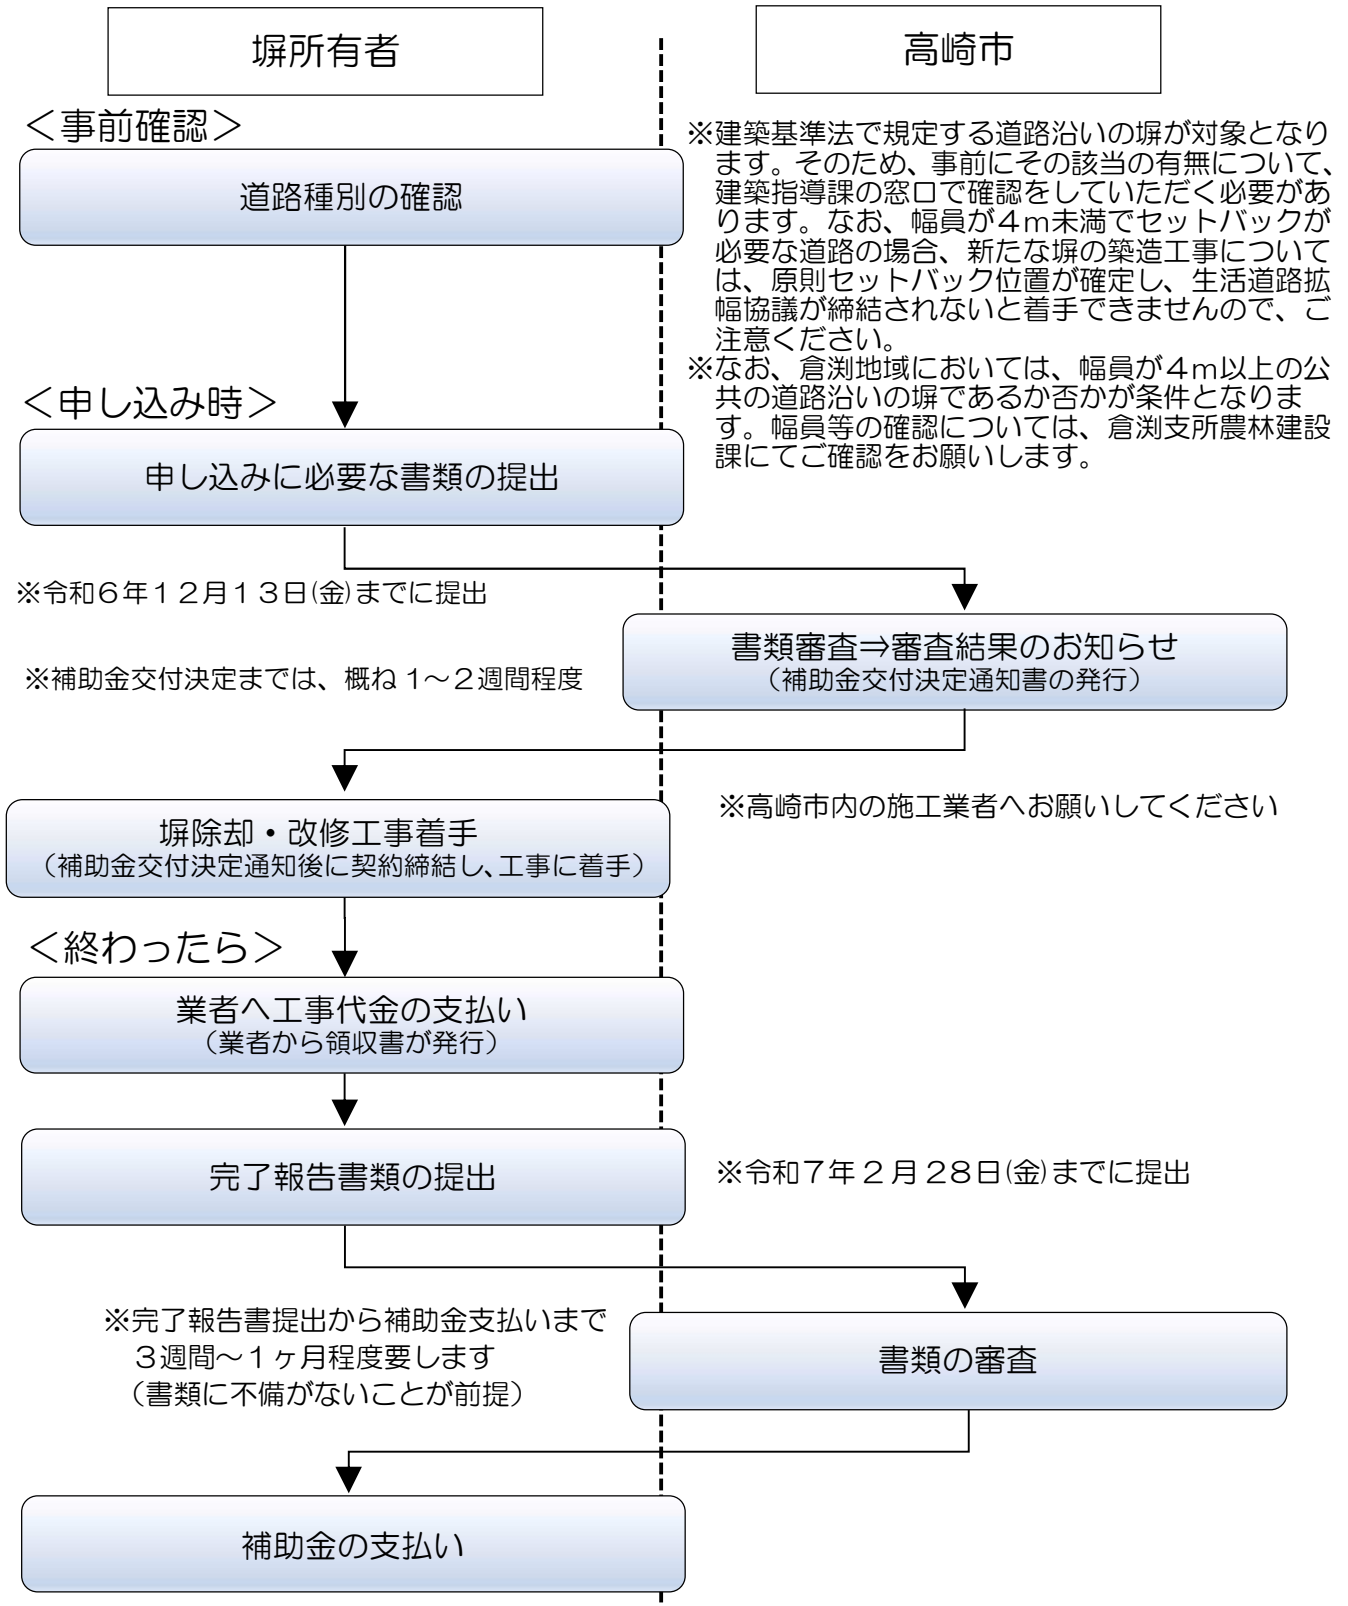 塀所有者
高崎市
＜事前確認＞
道路種別の確認
※建築基準法で規定する道路沿いの塀が対象となり
ます。そのため、事前にその該当の有無について、
建築指導課の窓口で確認をしていただく必要があ
ります。なお、幅員が４ｍ未満でセットバックが
必要な道路の場合、新たな塀の築造工事について
は、原則セットバック位置が確定し、生活道路拡
幅協議が締結されないと着手できませんので、ご
注意ください。
※なお、倉渕地域においては、幅員が４ｍ以上の公
共の道路沿いの塀であるか否かが条件となりま
す。幅員等の確認については、倉渕支所農林建設
課にてご確認をお願いします。
＜申し込み時＞
申し込みに必要な書類の提出
※令和６年１２月１３日(金)までに提出
書類審査⇒審査結果のお知らせ
（補助金交付決定通知書の発行）
※補助金交付決定までは、概ね 1～２週間程度
※高崎市内の施工業者へお願いしてください
塀除却・改修工事着手
（補助金交付決定通知後に契約締結し、工事に着手）
＜終わったら＞
業者へ工事代金の支払い
（業者から領収書が発行）
完了報告書類の提出
※令和７年２月２８日(金)までに提出
※完了報告書提出から補助金支払いまで
３週間～１ヶ月程度要します
（書類に不備がないことが前提）
書類の審査
補助金の支払い